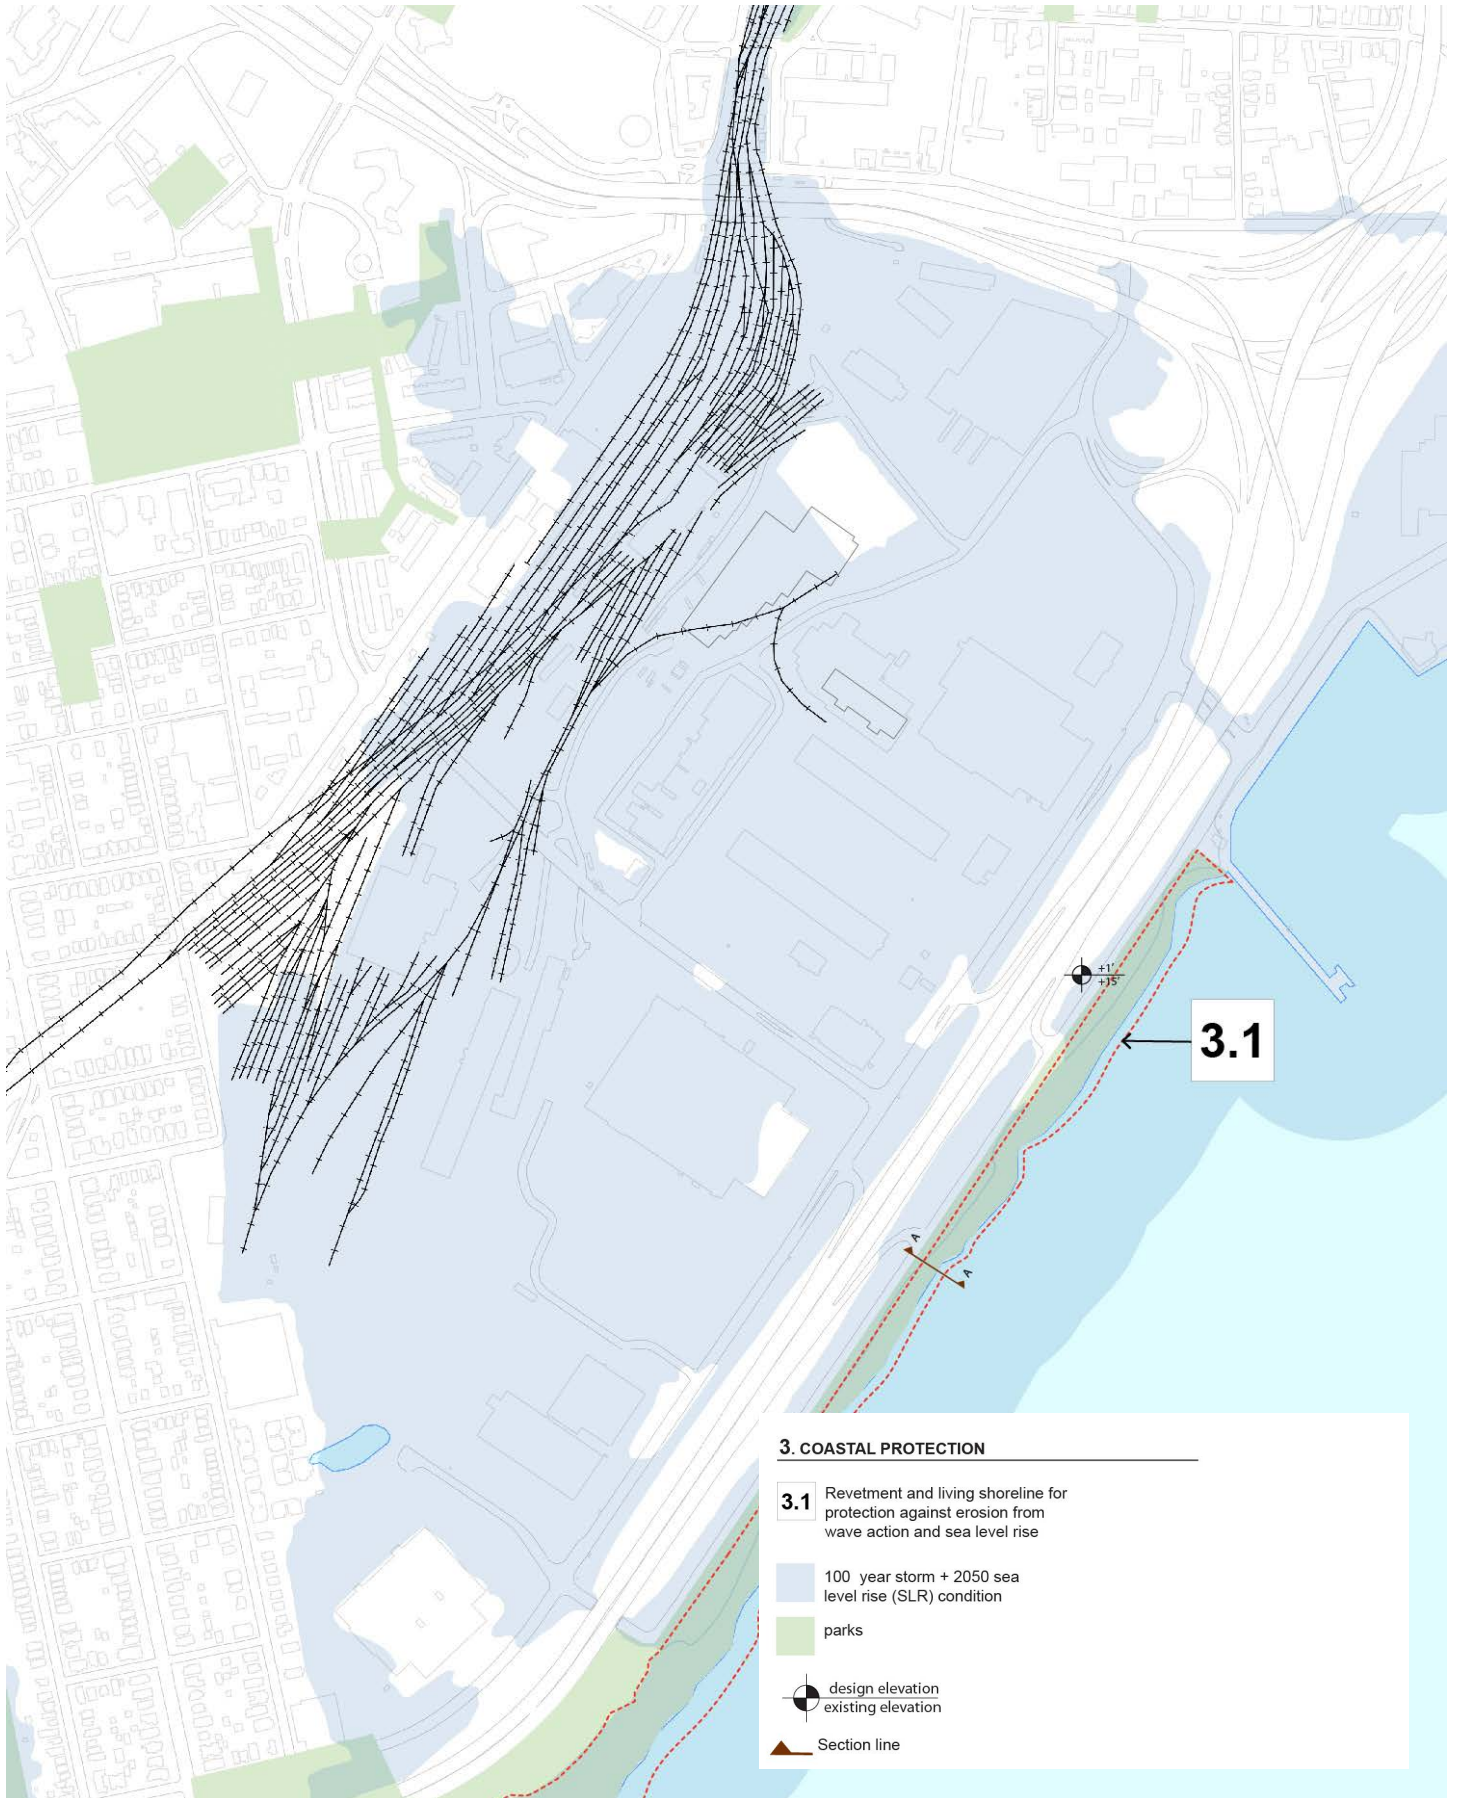 +1'
+15'
3.1
A
A
3. COASTAL PROTECTION
3.1
Revetment and living shoreline for
protection against erosion from
wave action and sea level rise
100 year storm + 2050 sea
level rise (SLR) condition
parks
design elevation
existing elevation
Section line